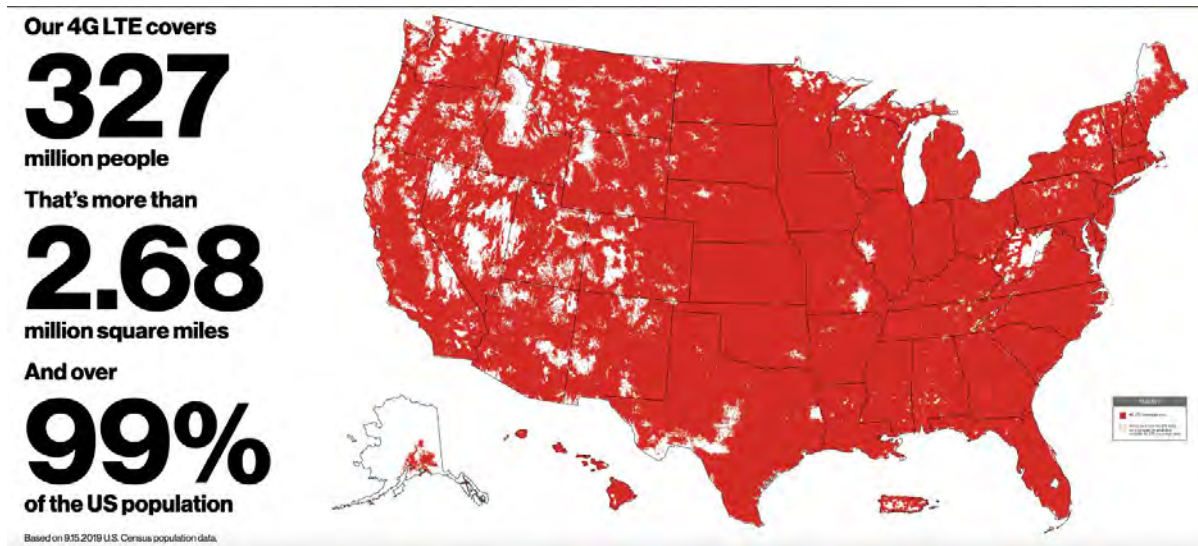 Our 4G LTE covers
327
million people
That's more than
2.68
million square miles
And over
99%
of the US population
Based on 9.15.2019 U.S. Census population data.